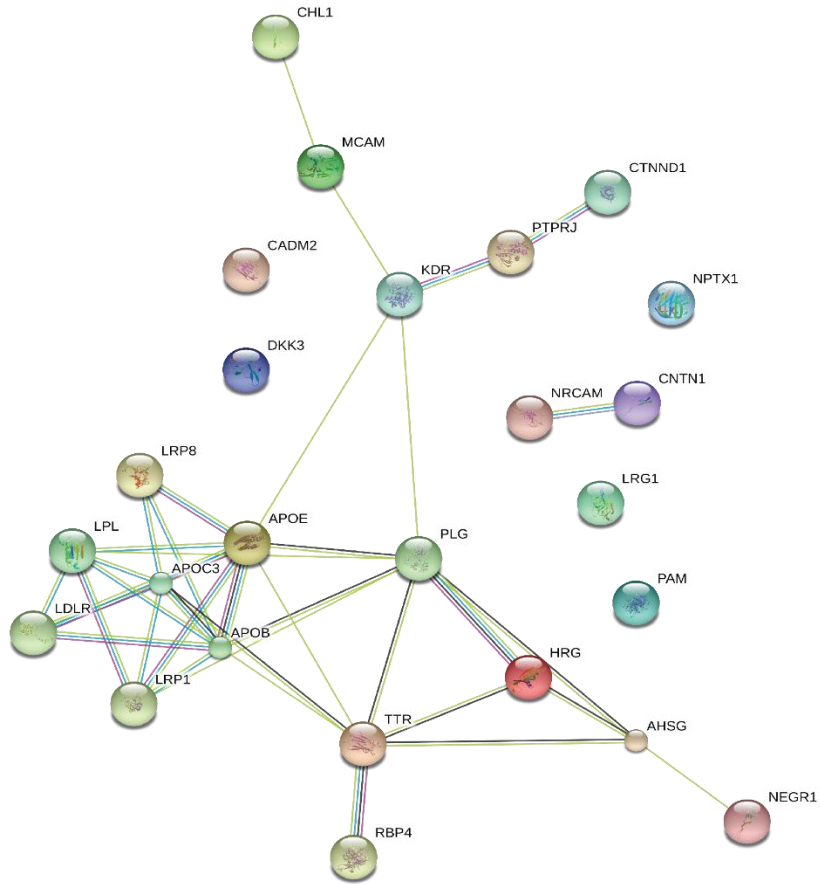 CHL1
MCAM
CTNND1
PTPRJ
CADM2
KDR
NPTX1
DKK3
NRCAM
CNTN1
LRP8
LRG1
APOE
LPL
PLG
APOC3
PAM
LDLR
APOB
HRG
LRP1
TTR
AHSG
NEGR1
RBP4